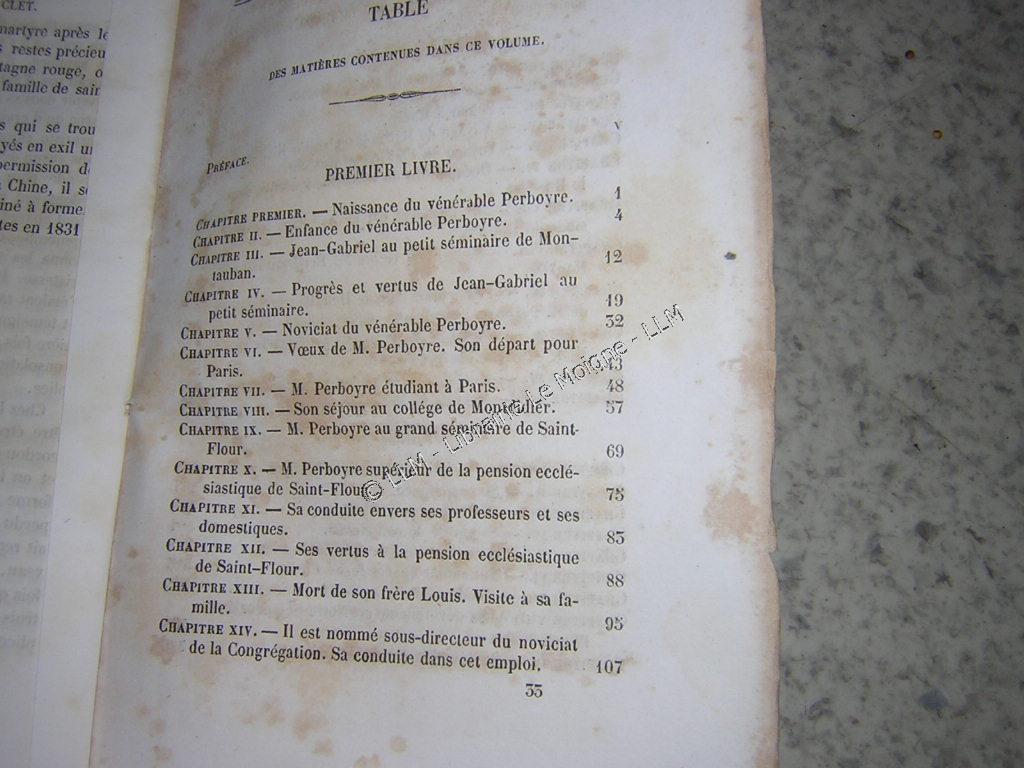 CLET.
martyre après le
s restes précieu
tagne rouge, o
famille de sain
s qui se trou
yés en exil un
permission de
Chine, il se
iné à forme
tes en 1831
TABLE
DES MATIÈRES CONTENUES DANS CE VOLUME.
PRÉFACE. v
PREMIER LIVRE.
CHAPITRE PREMIER. — Naissance du vénérable Perboyre. 1
CHAPITRE II. — Enfance du vénérable Perboyre. 4
CHAPITRE III. — Jean-Gabriel au petit séminaire de Mon-
tauban. 12
CHAPITRE IV. — Progrès et vertus de Jean-Gabriel au
petit séminaire. 19
CHAPITRE V. — Noviciat du vénérable Perboyre. 32
CHAPITRE VI. — Vœux de M. Perboyre. Son départ pour
Paris. 43
CHAPITRE VII. — M. Perboyre étudiant à Paris. 48
CHAPITRE VIII. — Son séjour au collége de Montdidier. 57
CHAPITRE IX. — M. Perboyre au grand séminaire de Saint-
Flour. 69
CHAPITRE X. — M. Perboyre supérieur de la pension ecclé-
siastique de Saint-Flour. 75
CHAPITRE XI. — Sa conduite envers ses professeurs et ses
domestiques. 83
CHAPITRE XII. — Ses vertus à la pension ecclésiastique
de Saint-Flour. 88
CHAPITRE XIII. — Mort de son frère Louis. Visite à sa fa-
mille. 95
CHAPITRE XIV. — Il est nommé sous-directeur du noviciat
de la Congrégation. Sa conduite dans cet emploi. 107
33
© LLM - Librairie Le Moigne - LLM